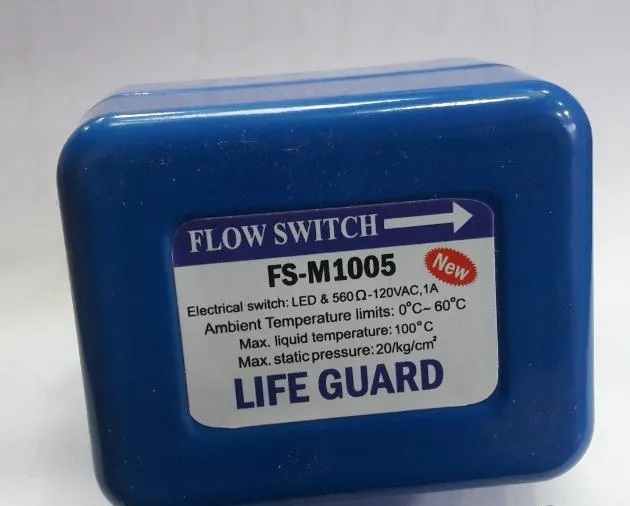 FLOW SWITCH
FS-M1005
New
Electrical switch: LED & 560Ω-120VAC,1A
Ambient Temperature limits: 0°C~ 60°C
Max. liquid temperature: 100°C
Max. static pressure: 20/kg/cm²
LIFE GUARD